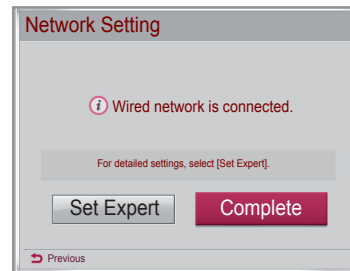 Network Setting
Wired network is connected.
For detailed settings, select [Set Expert].
Set Expert
Complete
Previous